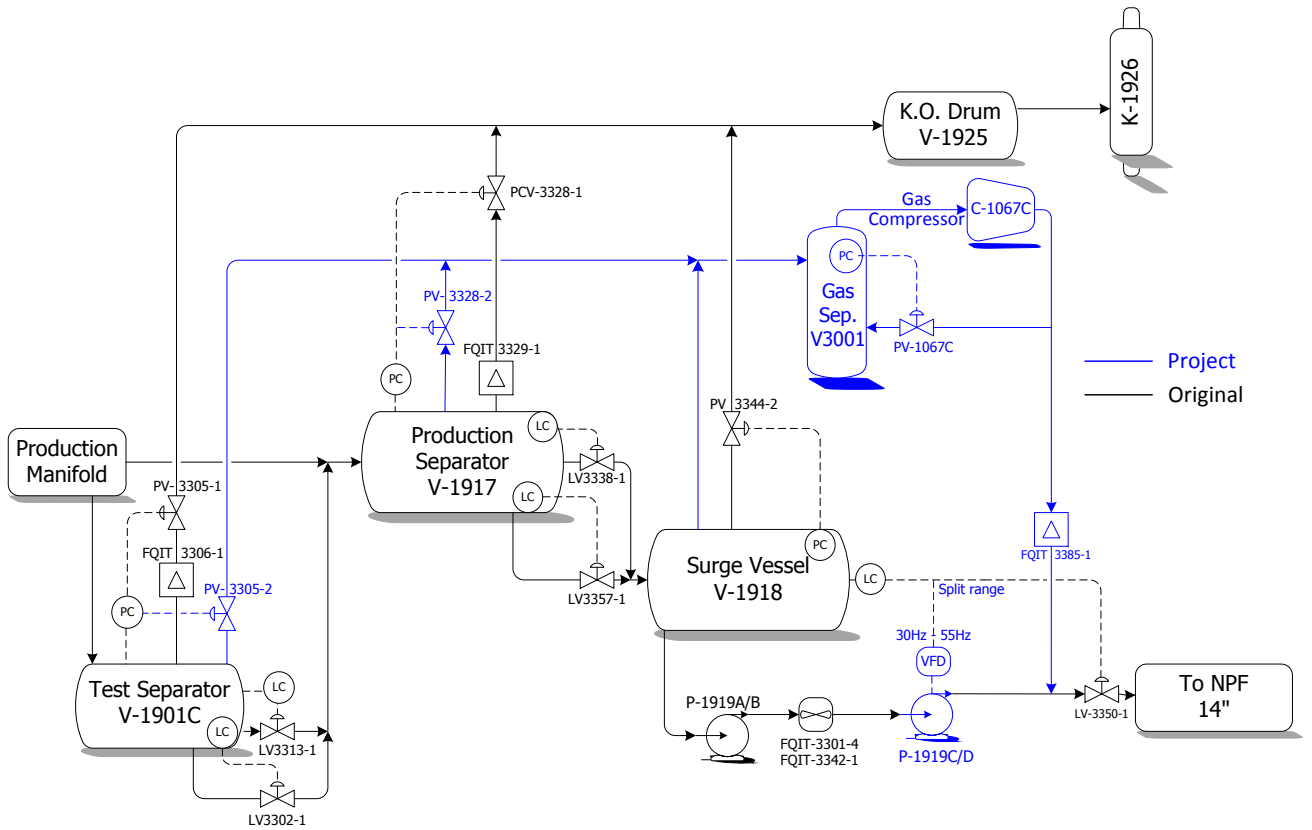 K.O. Drum
V-1925
K-1926
PCV-3328-1
Gas
Compressor
C-1067C
PC
Gas
Sep.
V3001
PV-1067C
PV- 3328-2
FQIT 3329-1
PC
Project
Original
Production
Manifold
PV- 3305-1
FQIT 3306-1
PV- 3305-2
PC
Production
Separator
V-1917
LC
LC
LV3338-1
LV3357-1
PV 3344-2
PC
Surge Vessel
V-1918
LC
Split range
FQIT 3385-1
30Hz - 55Hz
VFD
Test Separator
V-1901C
LC
LC
LV3313-1
LV3302-1
P-1919A/B
FQIT-3301-4
FQIT-3342-1
P-1919C/D
LV-3350-1
To NPF
14"